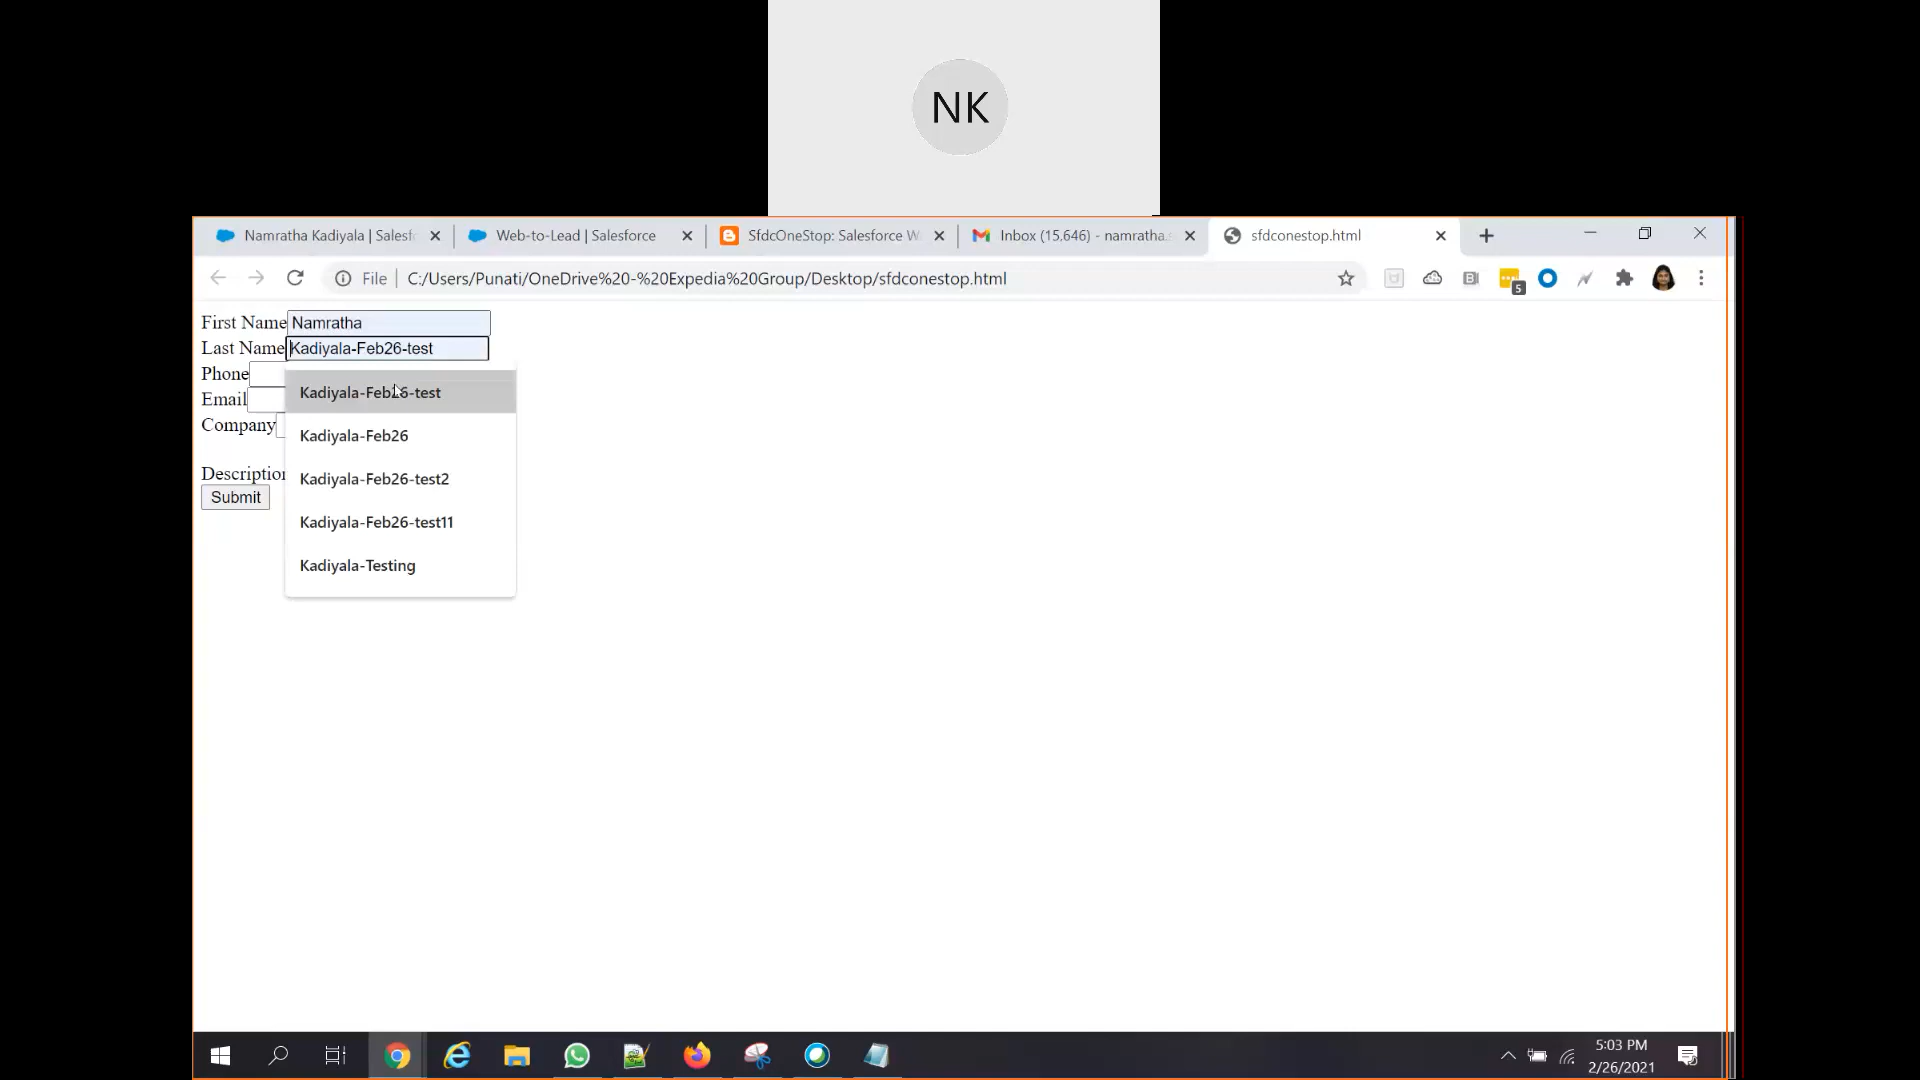 NK
Namratha Kadiyala | Salesf
Web-to-Lead | Salesforce
SfdcOneStop: Salesforce W
Inbox (15,646) - namratha.s
sfdconestop.html
File
C:/Users/Punati/OneDrive%20-%20Expedia%20Group/Desktop/sfdconestop.html
5
First Name Namratha
Last Name Kadiyala-Feb26-test
Phone
Email
Company
Description
Submit
Kadiyala-Feb26-test
Kadiyala-Feb26
Kadiyala-Feb26-test2
Kadiyala-Feb26-test11
Kadiyala-Testing
5:03 PM
2/26/2021